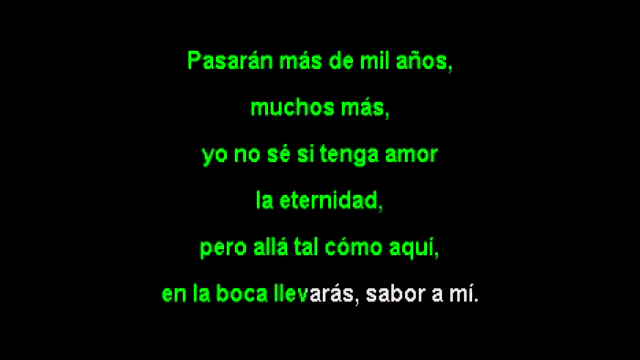 Pasarán más de mil años,
muchos más,
yo no sé si tenga amor
la eternidad,
pero allá tal cómo aquí,
en la boca llevarás, sabor a mí.